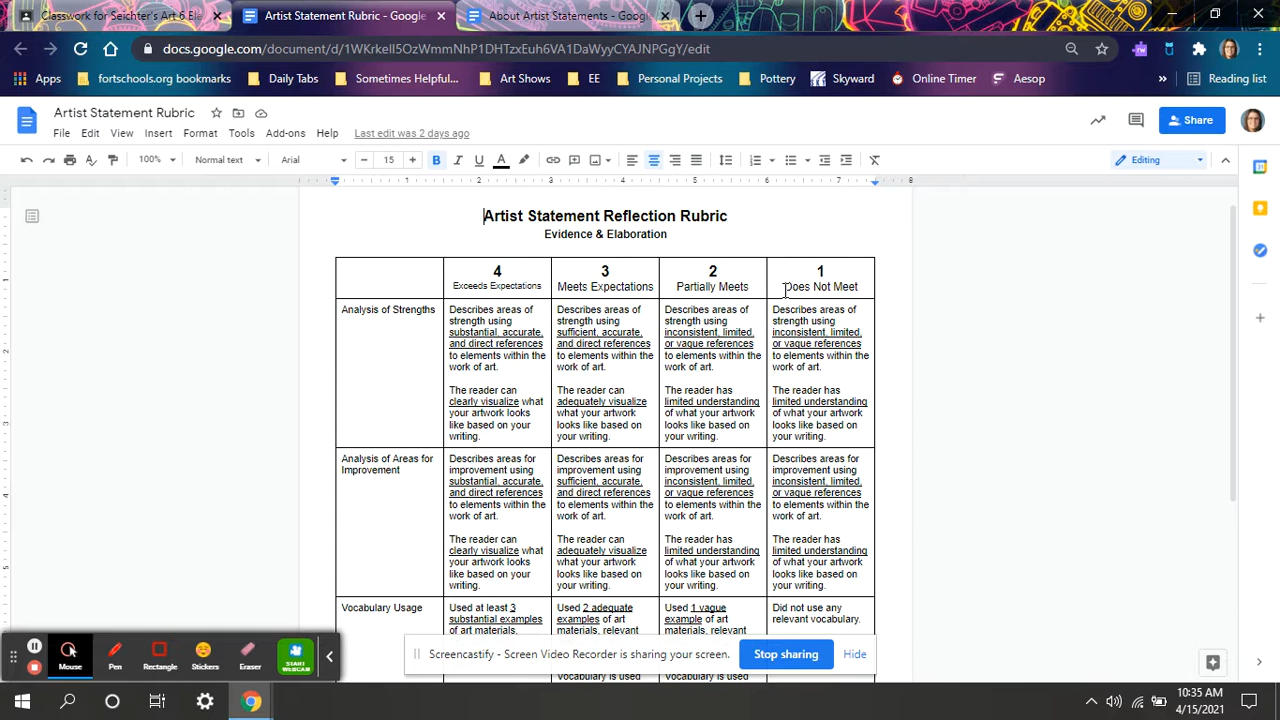 Classwork for Seichter's Art 6 Bla
Artist Statement Rubric - Google
About Artist Statements - Google
docs.google.com/document/d/1WKrkeII5OzWmmNhP1DHTzxEuh6VA1DaWyyCYAJNPGgY/edit
Apps
fortschools.org bookmarks
Daily Tabs
Sometimes Helpful...
Art Shows
EE
Personal Projects
Pottery
Skyward
Online Timer
Aesop
Reading list
Artist Statement Rubric
File Edit View Insert Format Tools Add-ons Help Last edit was 2 days ago
Share
100% Normal text Arial 15 Editing
1 2 3 4 5 6 7 8
Artist Statement Reflection Rubric
Evidence & Elaboration
4
Exceeds Expectations
3
Meets Expectations
2
Partially Meets
1
Does Not Meet
Analysis of Strengths
Describes areas of
strength using
substantial, accurate,
and direct references
to elements within the
work of art.
The reader can
clearly visualize what
your artwork looks
like based on your
writing.
Describes areas of
strength using
sufficient, accurate,
and direct references
to elements within the
work of art.
The reader can
adequately visualize
what your artwork
looks like based on
your writing.
Describes areas of
strength using
inconsistent, limited,
or vague references
to elements within the
work of art.
The reader has
limited understanding
of what your artwork
looks like based on
your writing.
Describes areas of
strength using
inconsistent, limited,
or vague references
to elements within the
work of art.
The reader has
limited understanding
of what your artwork
looks like based on
your writing.
Analysis of Areas for
Improvement
Describes areas for
improvement using
substantial, accurate,
and direct references
to elements within the
work of art.
The reader can
clearly visualize what
your artwork looks
like based on your
writing.
Describes areas for
improvement using
sufficient, accurate,
and direct references
to elements within the
work of art.
The reader can
adequately visualize
what your artwork
looks like based on
your writing.
Describes areas for
improvement using
inconsistent, limited,
or vague references
to elements within the
work of art.
The reader has
limited understanding
of what your artwork
looks like based on
your writing.
Describes areas for
improvement using
inconsistent, limited,
or vague references
to elements within the
work of art.
The reader has
limited understanding
of what your artwork
looks like based on
your writing.
Vocabulary Usage
Used at least 3
substantial examples
of art materials,
Used 2 adequate
examples of art
materials, relevant
Vocabulary is used
Used 1 vague
example of art
materials, relevant
Vocabulary is used
Did not use any
relevant vocabulary.
Mouse
Pen
Rectangle
Stickers
Eraser
START
WEBCAM
Screencastify - Screen Video Recorder is sharing your screen.
Stop sharing
Hide
10:35 AM
4/15/2021